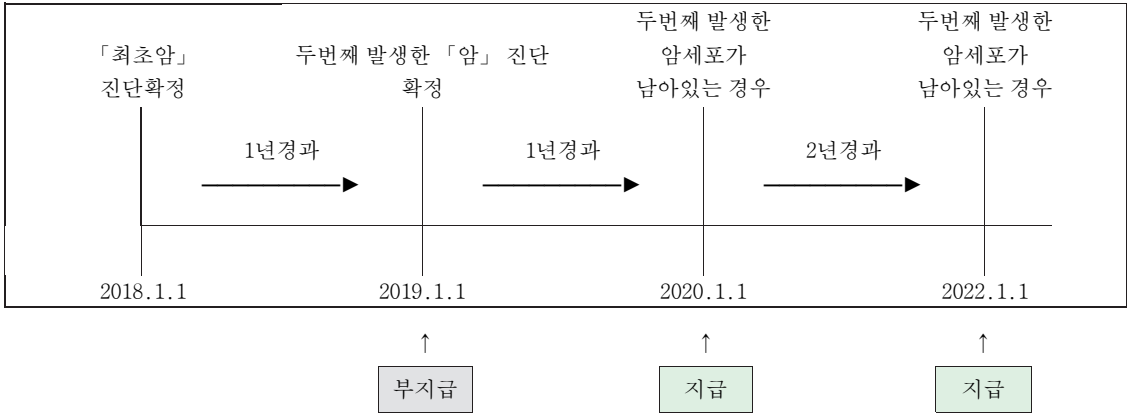 「최초암」
진단확정
두번째 발생한 「암」 진단
확정
두번째 발생한
암세포가
남아있는 경우
두번째 발생한
암세포가
남아있는 경우
1년경과
1년경과
2년경과
2018.1.1
2019.1.1
2020.1.1
2022.1.1
부지급
지급
지급